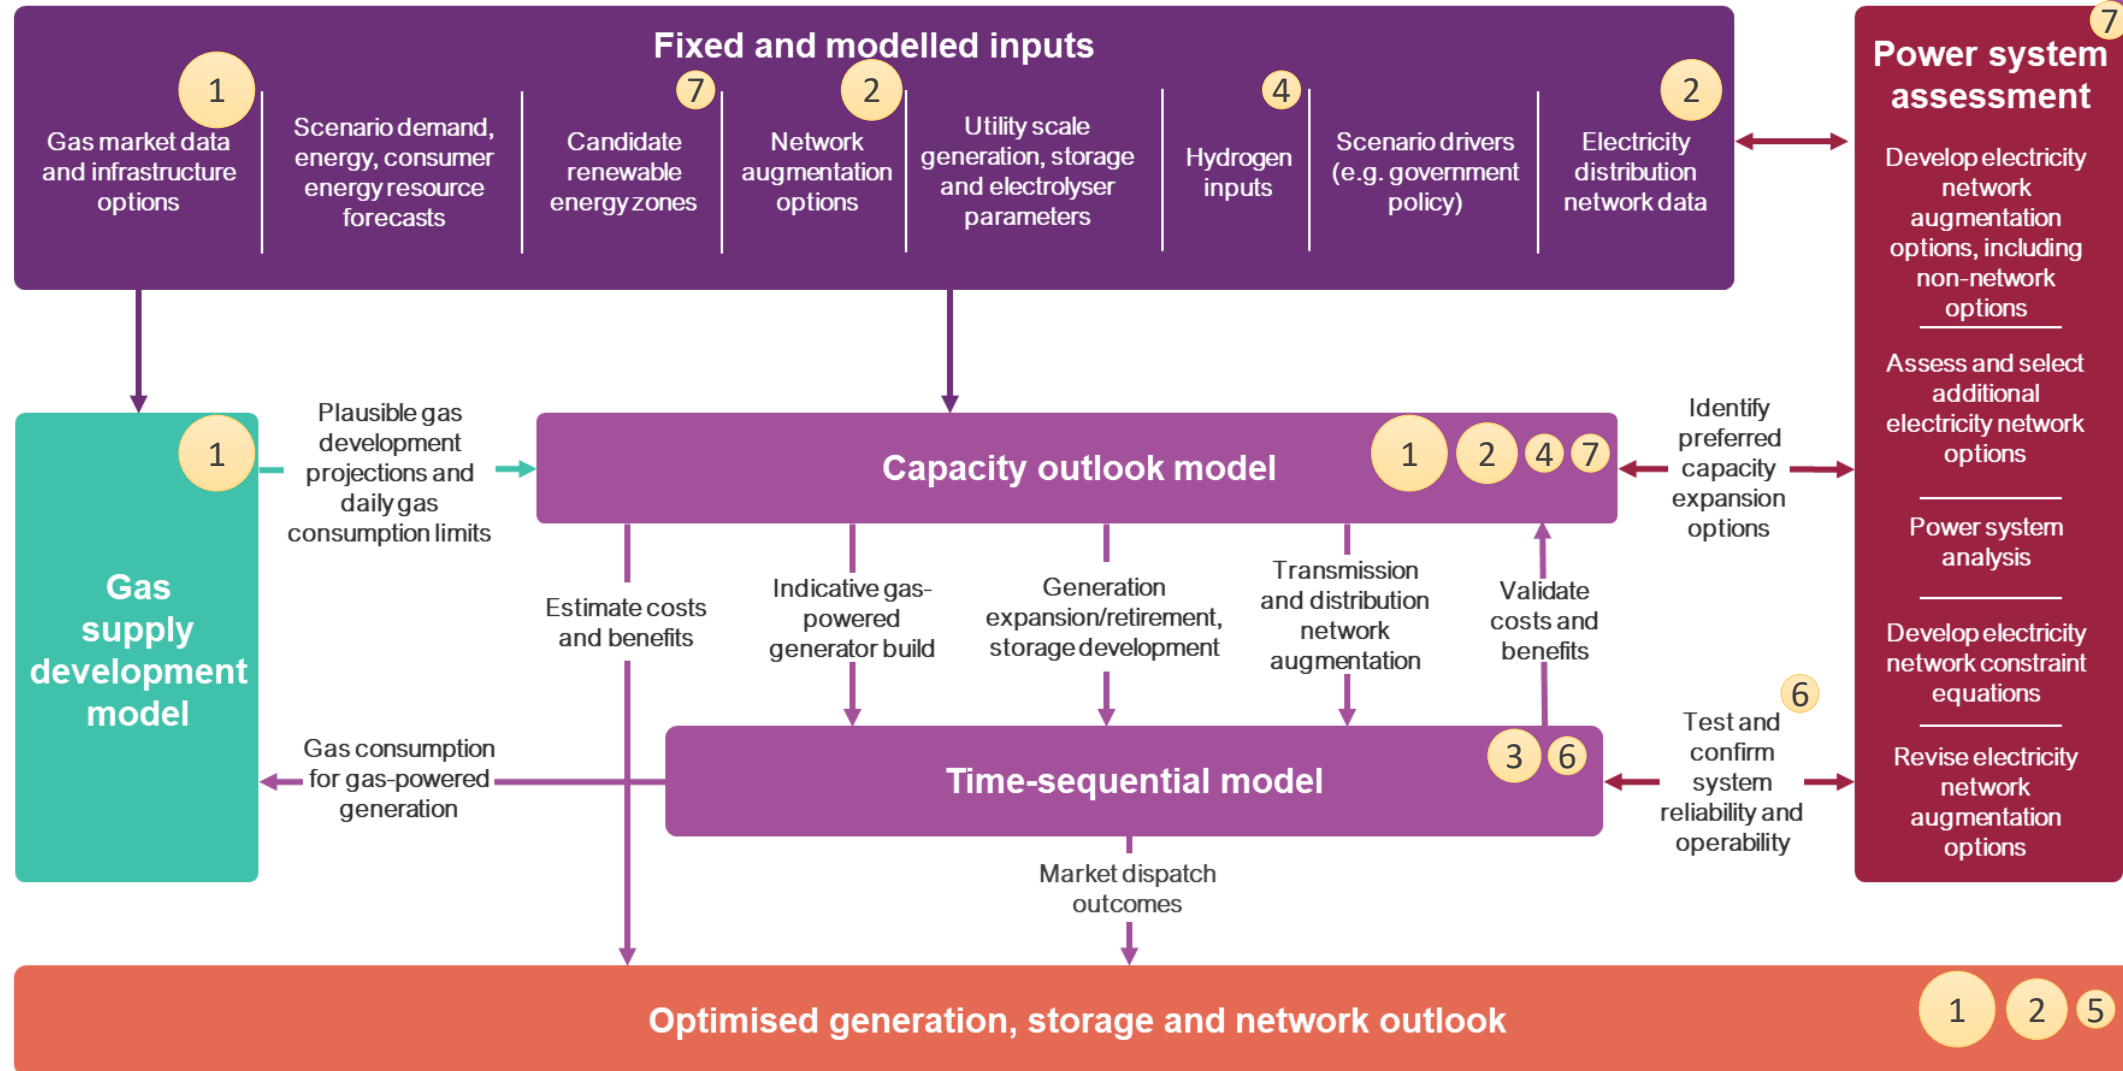 Fixed and modelled inputs
1
Gas market data
and infrastructure
options
Scenario demand,
energy, consumer
energy resource
forecasts
7
Candidate
renewable
energy zones
2
Network
augmentation
options
Utility scale
generation, storage
and electrolyser
parameters
4
Hydrogen
inputs
Scenario drivers
(e.g. government
policy)
2
Electricity
distribution
network data
7
Power system
assessment
Develop electricity
network
augmentation
options, including
non-network
options
Assess and select
additional
electricity network
options
Power system
analysis
Develop electricity
network constraint
equations
Revise electricity
network
augmentation
options
1
Gas
supply
development
model
Plausible gas
development
projections and
daily gas
consumption limits
Capacity outlook model
1 2 4 7
Identify
preferred
capacity
expansion
options
Estimate costs
and benefits
Indicative gas-
powered
generator build
Generation
expansion/retirement,
storage development
Transmission
and distribution
network
augmentation
Validate
costs and
benefits
Gas consumption
for gas-powered
generation
Time-sequential model
3 6
6
Test and
confirm
system
reliability and
operability
Market dispatch
outcomes
Optimised generation, storage and network outlook
1 2 5